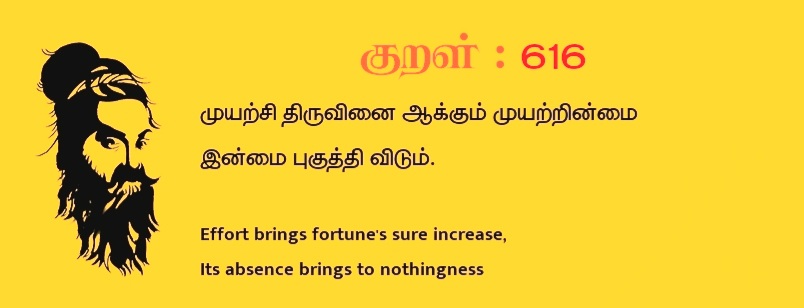 குறள் : 616
முயற்சி திருவினை ஆக்கும் முயற்றின்மை
இன்மை புகுத்தி விடும்.
Effort brings fortune's sure increase,
Its absence brings to nothingness